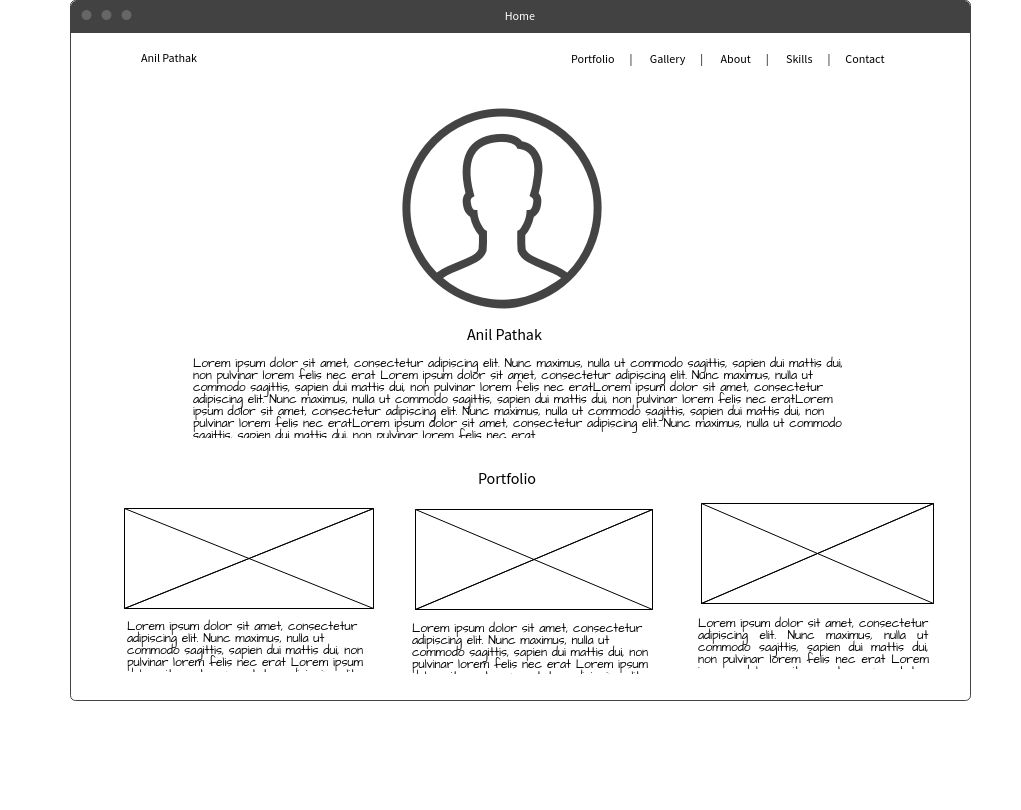 Home
Anil Pathak
Portfolio | Gallery | About | Skills | Contact
Anil Pathak
Lorem ipsum dolor sit amet, consectetur adipiscing elit. Nunc maximus, nulla ut commodo sagittis, sapien dui mattis dui,
non pulvinar lorem felis nec erat Lorem ipsum dolor sit amet, consectetur adipiscing elit. Nunc maximus, nulla ut
commodo sagittis, sapien dui mattis dui, non pulvinar lorem felis nec eratLorem ipsum dolor sit amet, consectetur
adipiscing elit. Nunc maximus, nulla ut commodo sagittis, sapien dui mattis dui, non pulvinar lorem felis nec eratLorem
ipsum dolor sit amet, consectetur adipiscing elit. Nunc maximus, nulla ut commodo sagittis, sapien dui mattis dui, non
pulvinar lorem felis nec eratLorem ipsum dolor sit amet, consectetur adipiscing elit. Nunc maximus, nulla ut commodo
sagittis, sapien dui mattis dui, non pulvinar lorem felis nec erat
Portfolio
Lorem ipsum dolor sit amet, consectetur
adipiscing elit. Nunc maximus, nulla ut
commodo sagittis, sapien dui mattis dui, non
pulvinar lorem felis nec erat Lorem ipsum
Lorem ipsum dolor sit amet, consectetur
adipiscing elit. Nunc maximus, nulla ut
commodo sagittis, sapien dui mattis dui, non
pulvinar lorem felis nec erat Lorem ipsum
Lorem ipsum dolor sit amet, consectetur
adipiscing elit. Nunc maximus, nulla ut
commodo sagittis, sapien dui mattis dui,
non pulvinar lorem felis nec erat Lorem